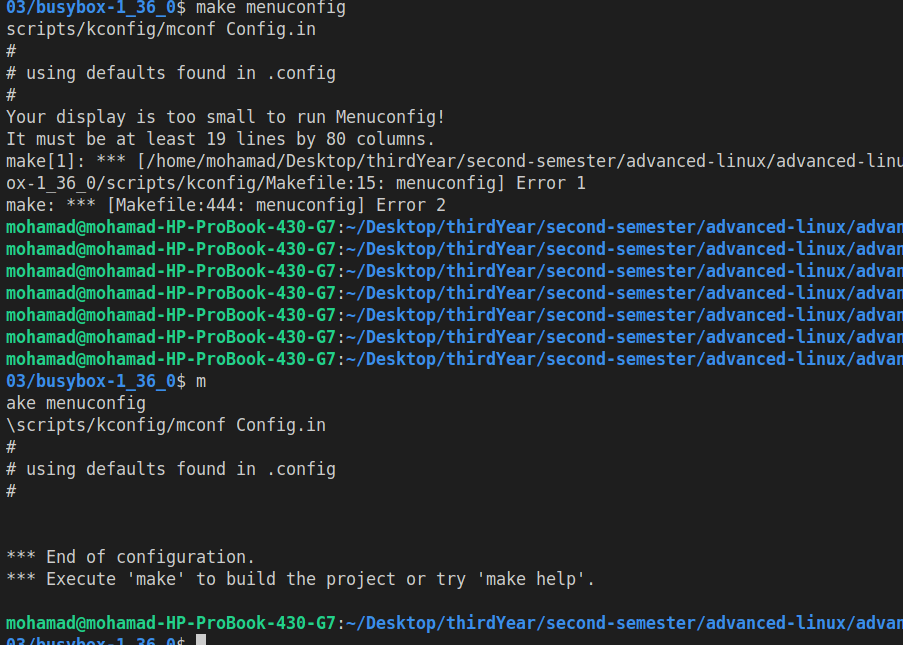 03/busybox-1_36_0$ make menuconfig
scripts/kconfig/mconf Config.in
#
# using defaults found in .config
#
Your display is too small to run Menuconfig!
It must be at least 19 lines by 80 columns.
make[1]: *** [/home/mohamad/Desktop/thirdYear/second-semester/advanced-linux/advanced-linu
ox-1_36_0/scripts/kconfig/Makefile:15: menuconfig] Error 1
make: *** [Makefile:444: menuconfig] Error 2
mohamad@mohamad-HP-ProBook-430-G7:~/Desktop/thirdYear/second-semester/advanced-linux/advan
mohamad@mohamad-HP-ProBook-430-G7:~/Desktop/thirdYear/second-semester/advanced-linux/advan
mohamad@mohamad-HP-ProBook-430-G7:~/Desktop/thirdYear/second-semester/advanced-linux/advan
mohamad@mohamad-HP-ProBook-430-G7:~/Desktop/thirdYear/second-semester/advanced-linux/advan
mohamad@mohamad-HP-ProBook-430-G7:~/Desktop/thirdYear/second-semester/advanced-linux/advan
mohamad@mohamad-HP-ProBook-430-G7:~/Desktop/thirdYear/second-semester/advanced-linux/advan
mohamad@mohamad-HP-ProBook-430-G7:~/Desktop/thirdYear/second-semester/advanced-linux/advan
03/busybox-1_36_0$ m
ake menuconfig
\scripts/kconfig/mconf Config.in
#
# using defaults found in .config
#
*** End of configuration.
*** Execute 'make' to build the project or try 'make help'.
mohamad@mohamad-HP-ProBook-430-G7:~/Desktop/thirdYear/second-semester/advanced-linux/advan
03/busybox-1_36_0$